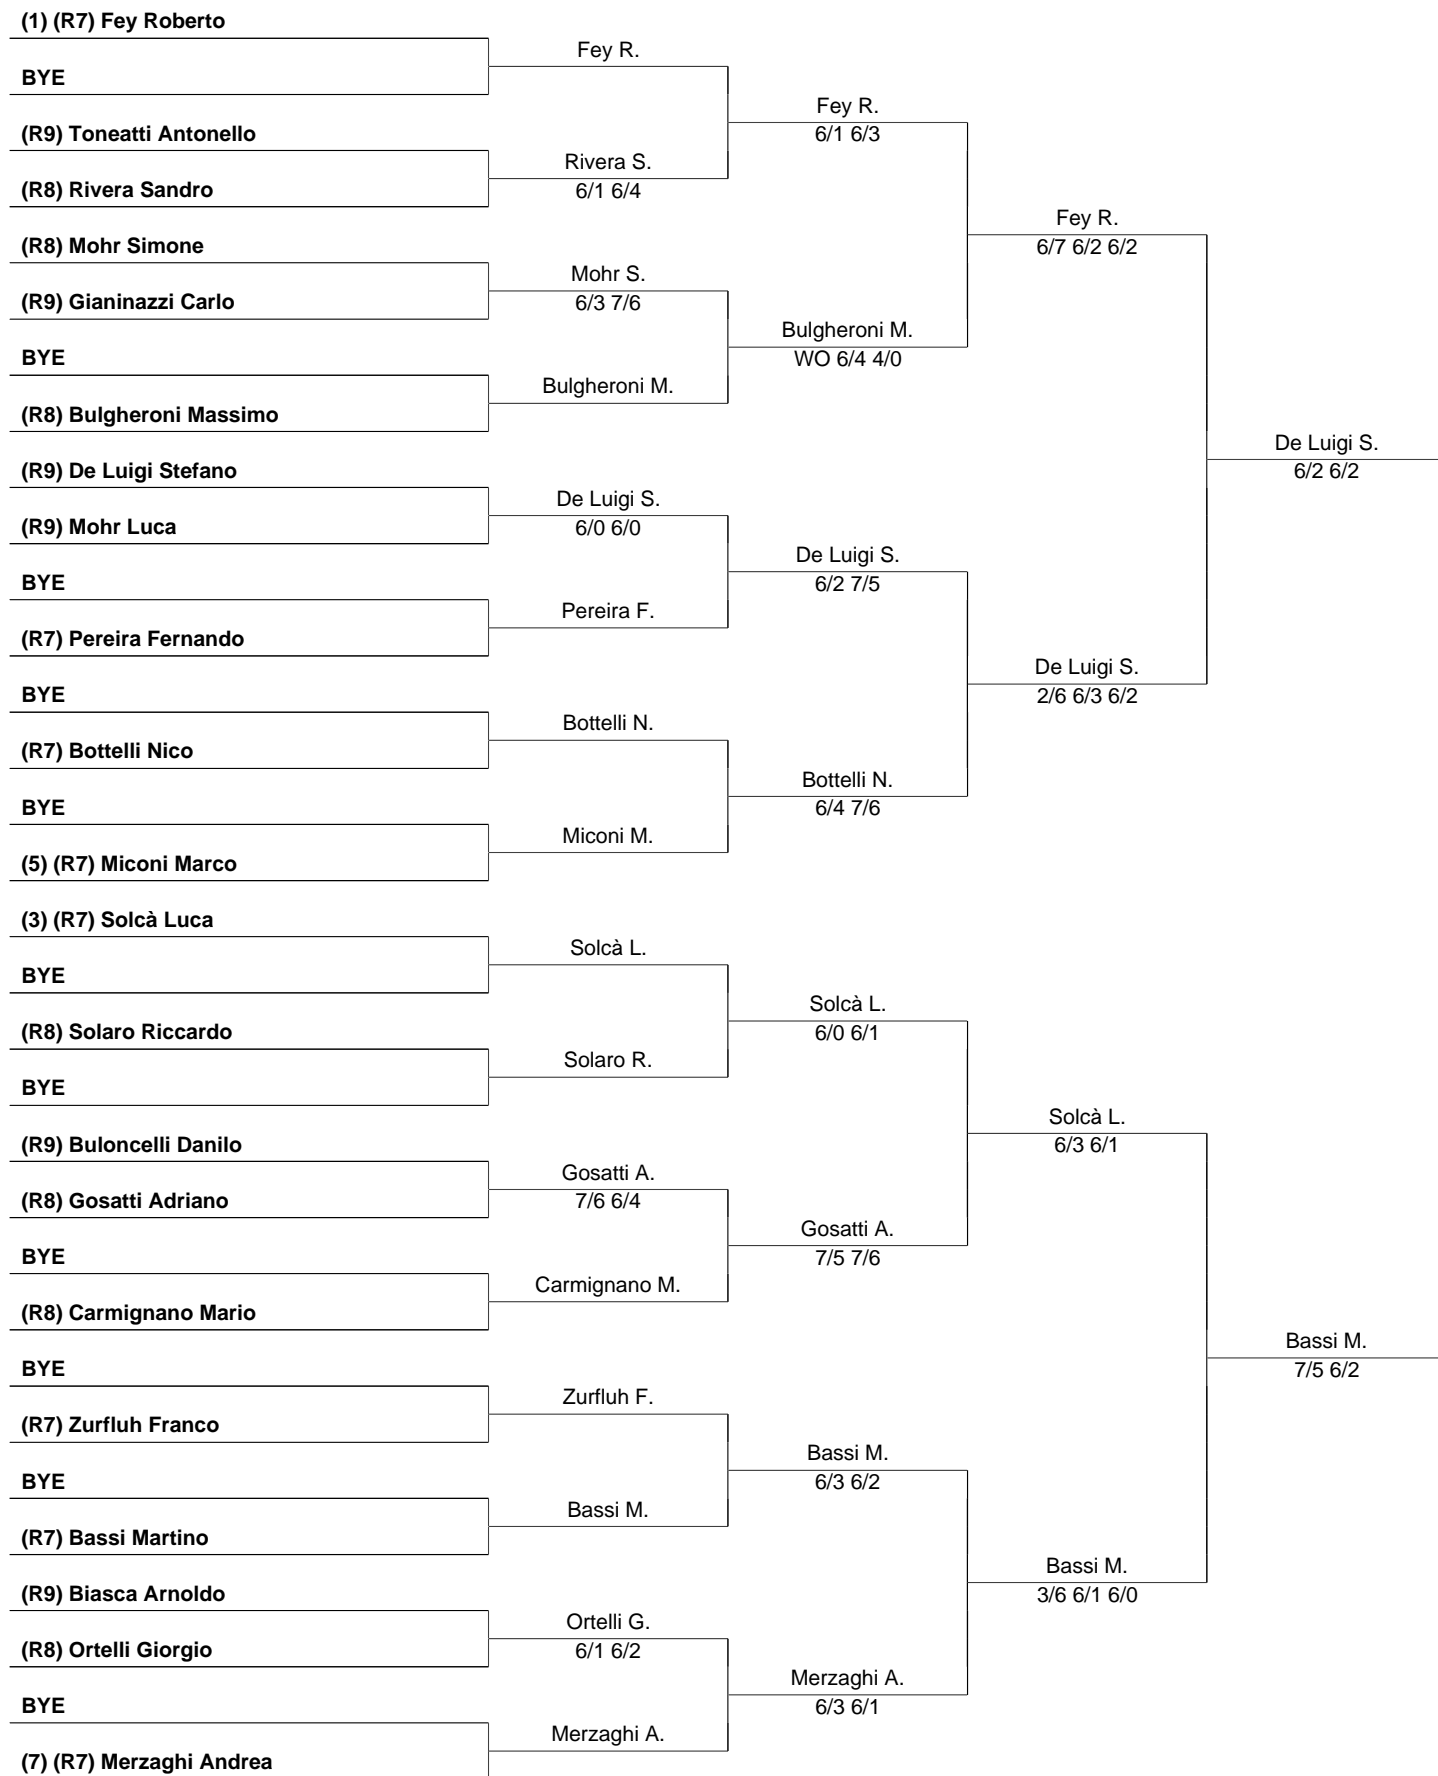 (1) (R7) Fey Roberto
BYE
(R9) Toneatti Antonello
(R8) Rivera Sandro
(R8) Mohr Simone
(R9) Gianinazzi Carlo
BYE
(R8) Bulgheroni Massimo
(R9) De Luigi Stefano
(R9) Mohr Luca
BYE
(R7) Pereira Fernando
BYE
(R7) Bottelli Nico
BYE
(5) (R7) Miconi Marco
(3) (R7) Solcà Luca
BYE
(R8) Solaro Riccardo
BYE
(R9) Buloncelli Danilo
(R8) Gosatti Adriano
BYE
(R8) Carmignano Mario
BYE
(R7) Zurfluh Franco
BYE
(R7) Bassi Martino
(R9) Biasca Arnoldo
(R8) Ortelli Giorgio
BYE
(7) (R7) Merzaghi Andrea
Fey R.
Rivera S.
6/1 6/4
Mohr S.
6/3 7/6
Bulgheroni M.
De Luigi S.
6/0 6/0
Pereira F.
Bottelli N.
Miconi M.
Solcà L.
Solaro R.
Gosatti A.
7/6 6/4
Carmignano M.
Zurfluh F.
Bassi M.
Ortelli G.
6/1 6/2
Merzaghi A.
Fey R.
6/1 6/3
Bulgheroni M.
WO 6/4 4/0
De Luigi S.
6/2 7/5
Bottelli N.
6/4 7/6
Solcà L.
6/0 6/1
Gosatti A.
7/5 7/6
Bassi M.
6/3 6/2
Merzaghi A.
6/3 6/1
Fey R.
6/7 6/2 6/2
De Luigi S.
2/6 6/3 6/2
Solcà L.
6/3 6/1
Bassi M.
3/6 6/1 6/0
De Luigi S.
6/2 6/2
Bassi M.
7/5 6/2